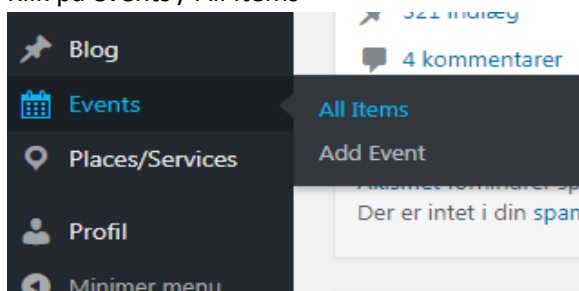 Klik på events / All items
Blog
Events
Places/Services
Profil
Minimer menu
321 indlæg
4 kommentarer
All Items
Add Event
Der er intet i din spam